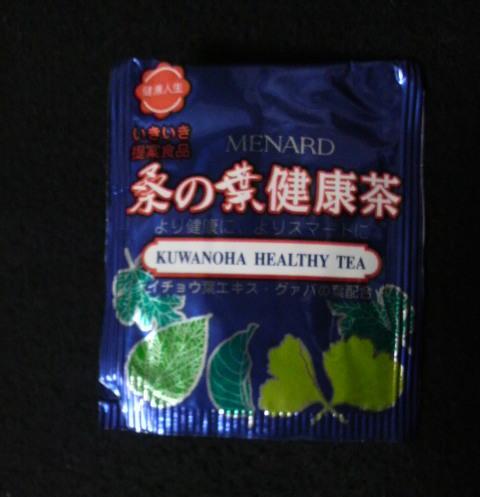 健康人生
いきいき
提案食品
MENARD
桑の葉健康茶
より健康に、よりスマートに
KUWANOHA HEALTHY TEA
イチョウ葉エキス・グァバの葉配合